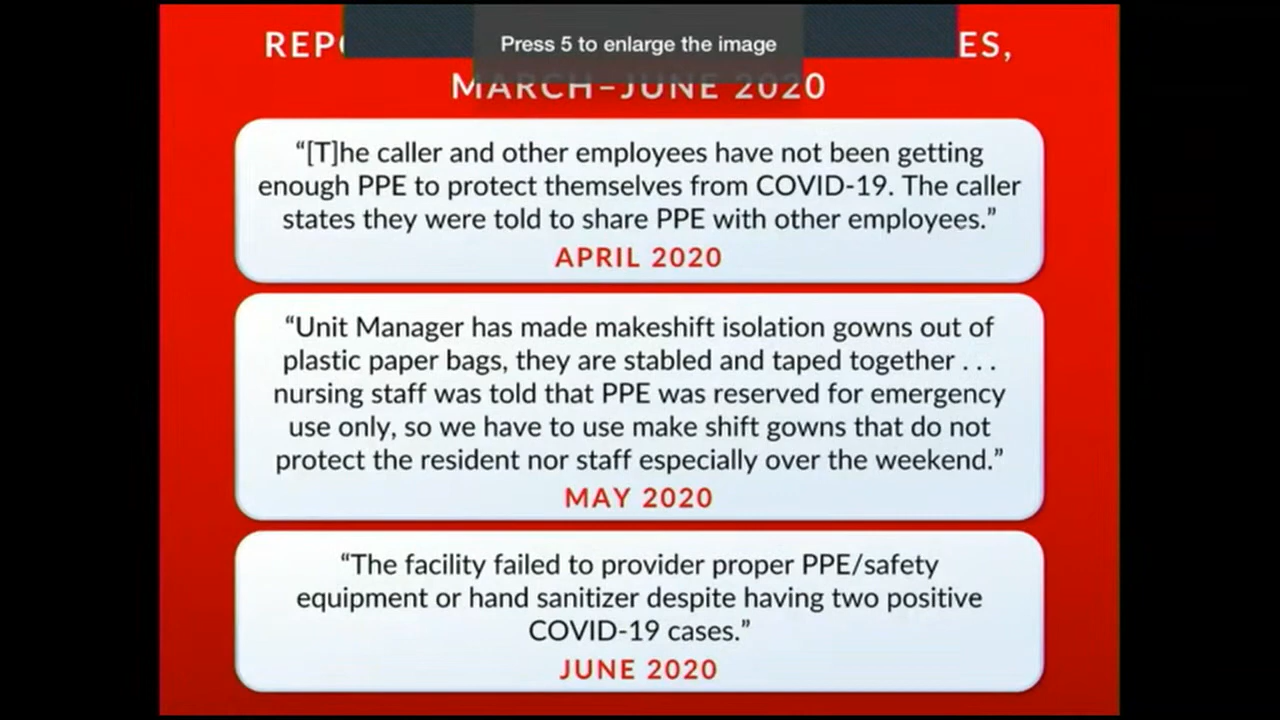 Press 5 to enlarge the image
ES,
MARCH–JUNE 2020
“[T]he caller and other employees have not been getting
enough PPE to protect themselves from COVID-19. The caller
states they were told to share PPE with other employees.”
APRIL 2020
“Unit Manager has made makeshift isolation gowns out of
plastic paper bags, they are stabled and taped together . . .
nursing staff was told that PPE was reserved for emergency
use only, so we have to use make shift gowns that do not
protect the resident nor staff especially over the weekend.”
MAY 2020
“The facility failed to provider proper PPE/safety
equipment or hand sanitizer despite having two positive
COVID-19 cases.”
JUNE 2020